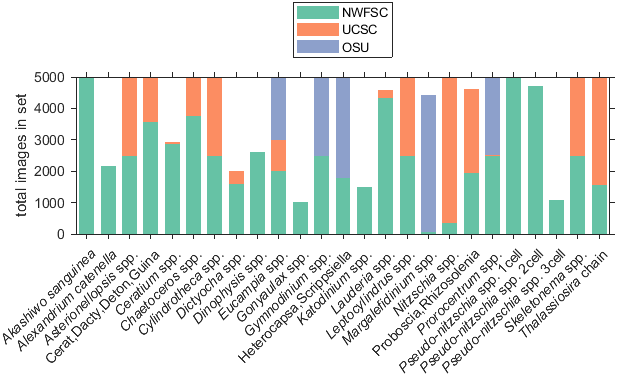 NWFSC
UCSC
OSU
total images in set
5000
4000
3000
2000
1000
0
Akashiwo sanguinea
Alexandrium catenella
Asterionellopsis spp.
Cerat,Dacty,Deton,Guina
Ceratium spp.
Chaetoceros spp.
Cylindrotheca spp.
Dictyocha spp.
Dinophysis spp.
Eucampia spp.
Gonyaulax spp.
Gymnodinium spp.
Heterocapsa,Scrippsiella
Katodinium spp.
Lauderia spp.
Leptocylindrus spp.
Margalefidinium spp.
Nitzschia spp.
Proboscia,Rhizosolenia
Prorocentrum spp.
Pseudo-nitzschia spp. 1cell
Pseudo-nitzschia spp. 2cell
Pseudo-nitzschia spp. 3cell
Skeletonema spp.
Thalassiosira chain